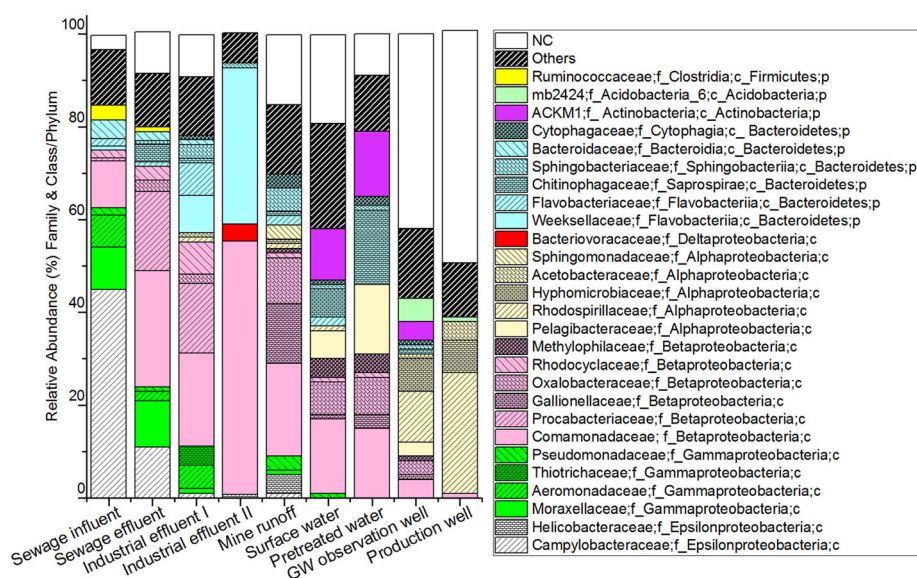 Relative Abundance (%) Family & Class/Phylum
100
80
60
40
20
0
Sewage influent
Sewage effluent
Industrial effluent I
Industrial effluent II
Mine runoff
Surface water
Pretreated water
GW observation well
Production well
NC
Others
Ruminococcaceae;f_Clostridia;c_Firmicutes;p
mb2424;f_Acidobacteria_6;c_Acidobacteria;p
ACKM1;f_ Actinobacteria;c_Actinobacteria;p
Cytophagaceae;f_Cytophagia;c_ Bacteroidetes;p
Bacteroidaceae;f_Bacteroidia;c_Bacteroidetes;p
Sphingobacteriaceae;f_Sphingobacteriia;c_Bacteroidetes;p
Chitinophagaceae;f_Saprospirae;c_Bacteroidetes;p
Flavobacteriaceae;f_Flavobacteriia;c_Bacteroidetes;p
Weeksellaceae;f_Flavobacteriia;c_Bacteroidetes;p
Bacteriovoracaceae;f_Deltaproteobacteria;c
Sphingomonadaceae;f_Alphaproteobacteria;c
Acetobacteraceae;f_Alphaproteobacteria;c
Hyphomicrobiaceae;f_Alphaproteobacteria;c
Rhodospirillaceae;f_Alphaproteobacteria;c
Pelagibacteraceae;f_Alphaproteobacteria;c
Methylophilaceae;f_Betaproteobacteria;c
Rhodocyclaceae;f_Betaproteobacteria;c
Oxalobacteraceae;f_Betaproteobacteria;c
Gallionellaceae;f_Betaproteobacteria;c
Procabacteriaceae;f_Betaproteobacteria;c
Comamonadaceae; f_Betaproteobacteria;c
Pseudomonadaceae;f_Gammaproteobacteria;c
Thiotrichaceae;f_Gammaproteobacteria;c
Aeromonadaceae;f_Gammaproteobacteria;c
Moraxellaceae;f_Gammaproteobacteria;c
Helicobacteraceae;f_Epsilonproteobacteria;c
Campylobacteraceae;f_Epsilonproteobacteria;c